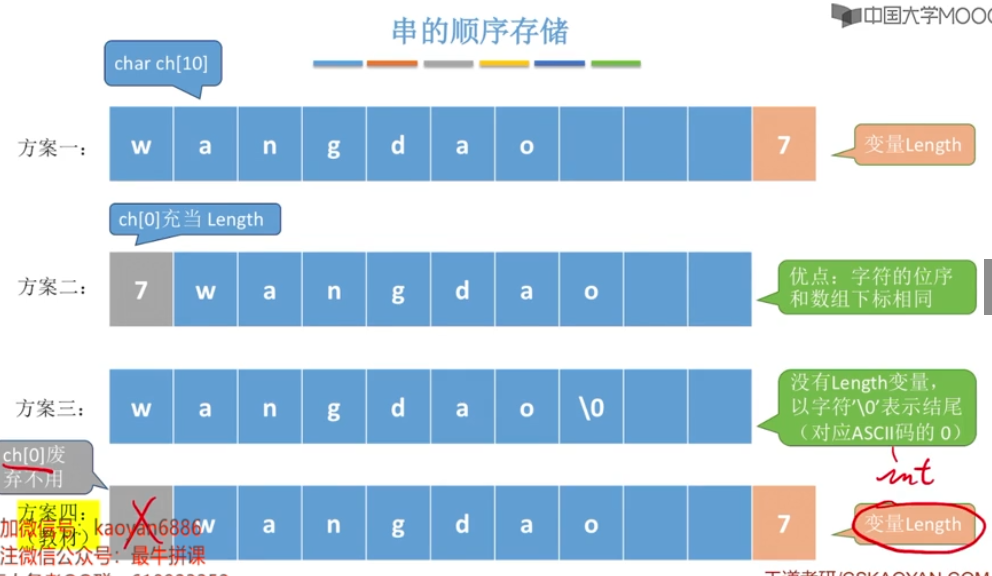 中国大学MOOC
串的顺序存储
char ch[10]
方案一：
w a n g d a o 7
变量Length
ch[0]充当 Length
方案二：
7 w a n g d a o
优点：字符的位序
和数组下标相同
方案三：
w a n g d a o \0
没有Length变量，
以字符'\0'表示结尾
（对应ASCII码的 0）
int
ch[0]废
弃不用
方案四：
（教材）
w a n g d a o 7
变量Length
加微信号：kaoyan6886
注微信公众号：最牛拼课
王道考研/CSKAOYAN.COM